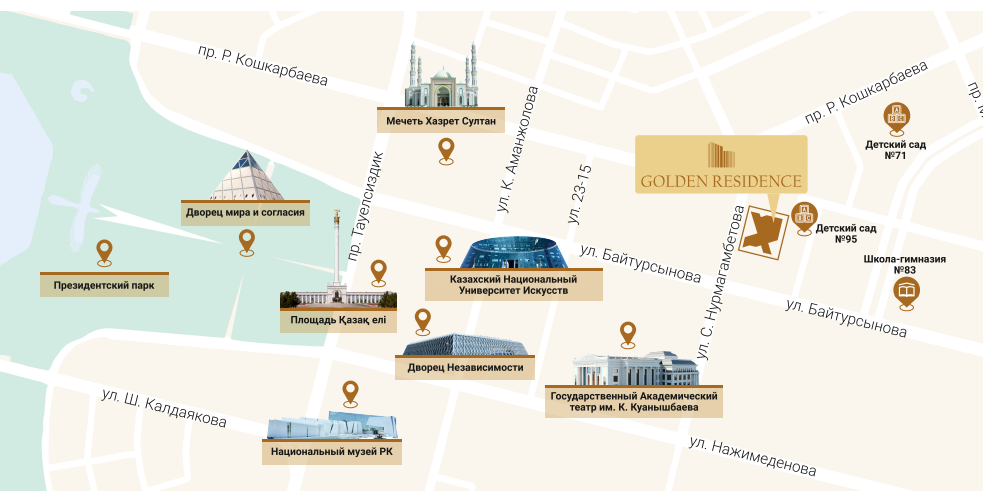 пр. Р. Кошкарбаева
Мечеть Хазрет Султан
ул. К. Аманжолова
пр. Р. Кошкарбаева
Детский сад
№71
GOLDEN RESIDENCE
Дворец мира и согласия
пр. Тауелсиздик
ул. 23-15
ул. С. Нурмагамбетова
Детский сад
№95
Президентский парк
Казахский Национальный
Университет Искусств
ул. Байтурсынова
Школа-гимназия
№83
Площадь Қазақ елі
ул. Байтурсынова
Дворец Независимости
Государственный Академический
театр им. К. Куанышбаева
ул. Ш. Калдаякова
Национальный музей РК
ул. Нажимеденова